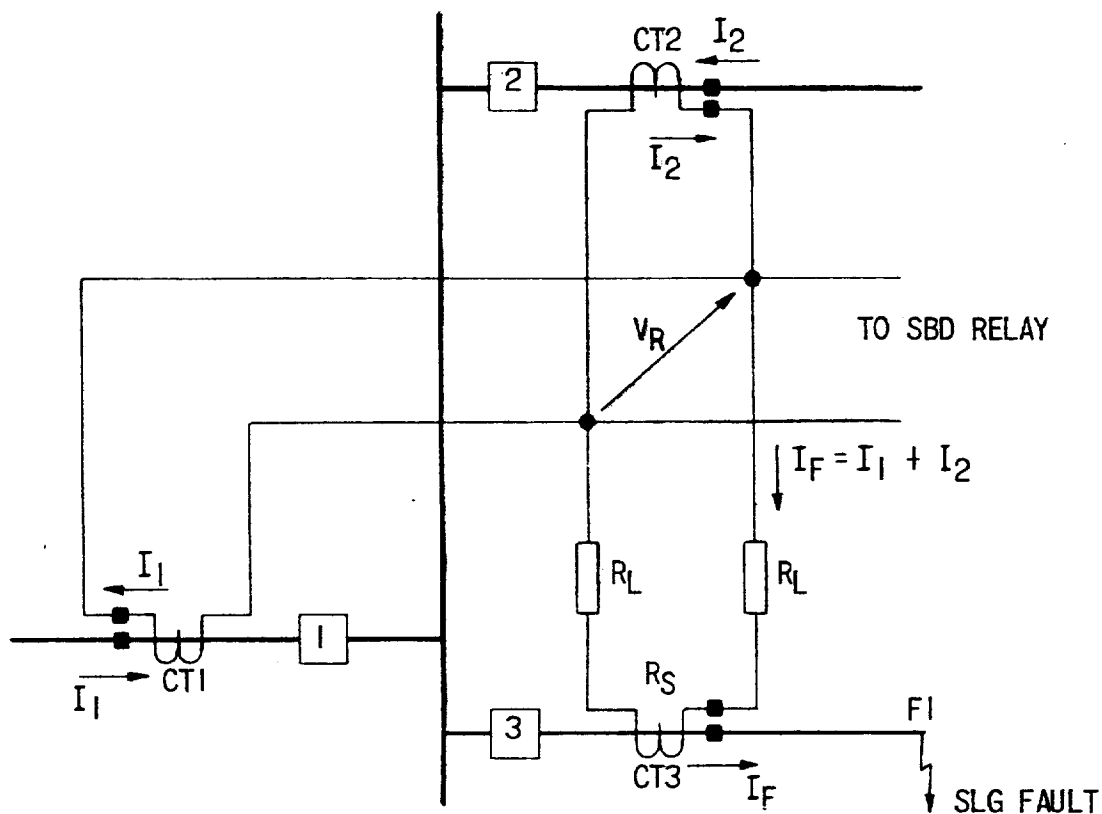 CT2
I2
2
I2
VR
TO SBD RELAY
IF = I1 + I2
RL
RL
I1
1
CT1
I1
RS
3
CT3
IF
F1
SLG FAULT